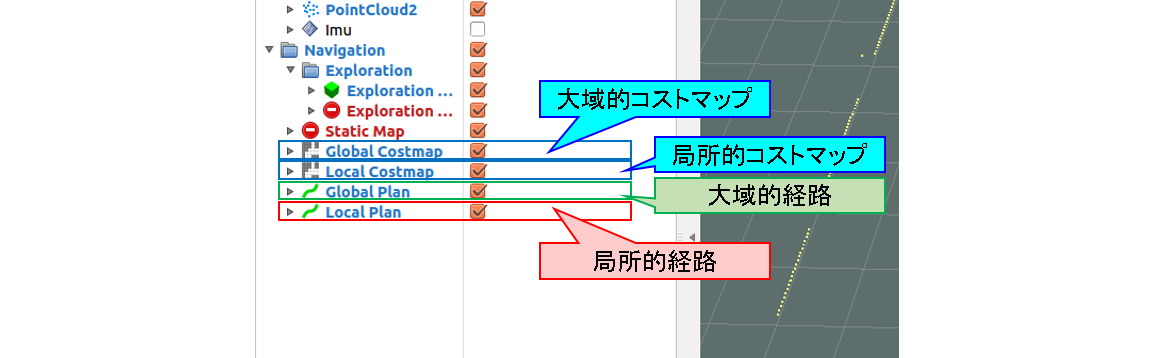 PointCloud2
Imu
Navigation
Exploration
Exploration ...
Exploration ...
Static Map
Global Costmap
Local Costmap
Global Plan
Local Plan
大域的コストマップ
局所的コストマップ
大域的経路
局所的経路